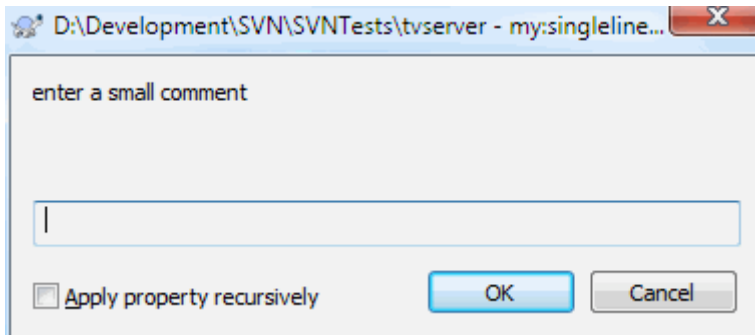 D:\Development\SVN\SVNTests\tvserver - my:singleline...
enter a small comment
Apply property recursively
OK
Cancel